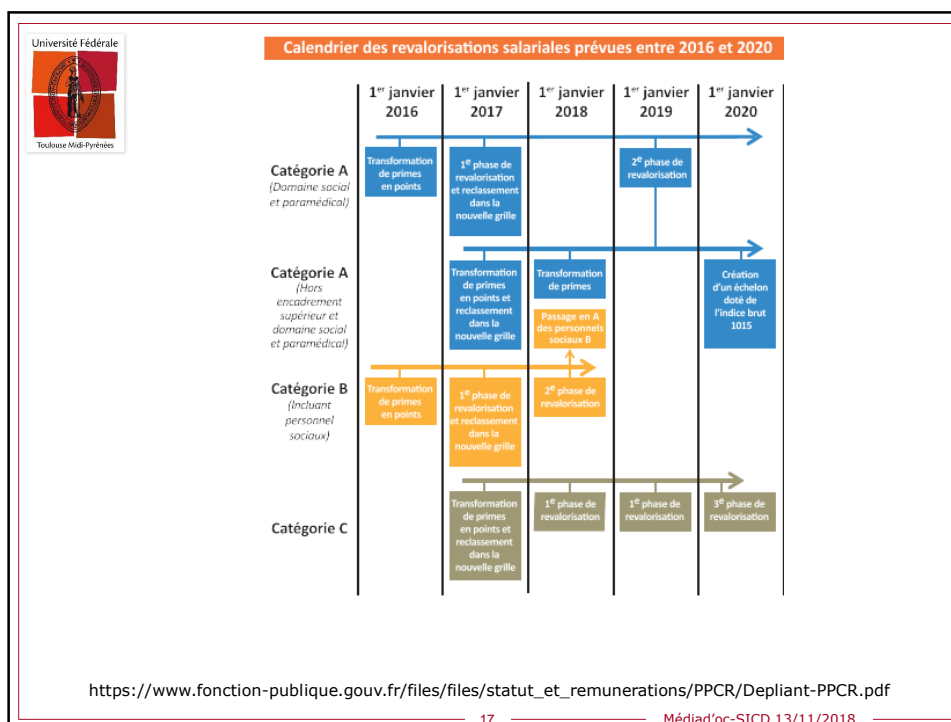 Université Fédérale
Toulouse Midi-Pyrénées
Calendrier des revalorisations salariales prévues entre 2016 et 2020
1er janvier
2016
1er janvier
2017
1er janvier
2018
1er janvier
2019
1er janvier
2020
Catégorie A
(Domaine social
et paramédical)
Transformation
de primes
en points
1e phase de
revalorisation
et reclassement
dans la
nouvelle grille
2e phase de
revalorisation
Catégorie A
(Hors
encadrement
supérieur et
domaine social
et paramédical)
Transformation
de primes
en points et
reclassement
dans la
nouvelle grille
Transformation
de primes
Création
d'un échelon
doté de
l'indice brut
1015
Passage en A
des personnels
sociaux B
Catégorie B
(Incluant
personnel
sociaux)
Transformation
de primes
en points
1e phase de
revalorisation
et reclassement
dans la
nouvelle grille
2e phase de
revalorisation
Catégorie C
Transformation
de primes
en points et
reclassement
dans la
nouvelle grille
1e phase de
revalorisation
1e phase de
revalorisation
3e phase de
revalorisation
https://www.fonction-publique.gouv.fr/files/files/statut_et_remunerations/PPCR/Depliant-PPCR.pdf
17
Médiad'oc-SICD 13/11/2018